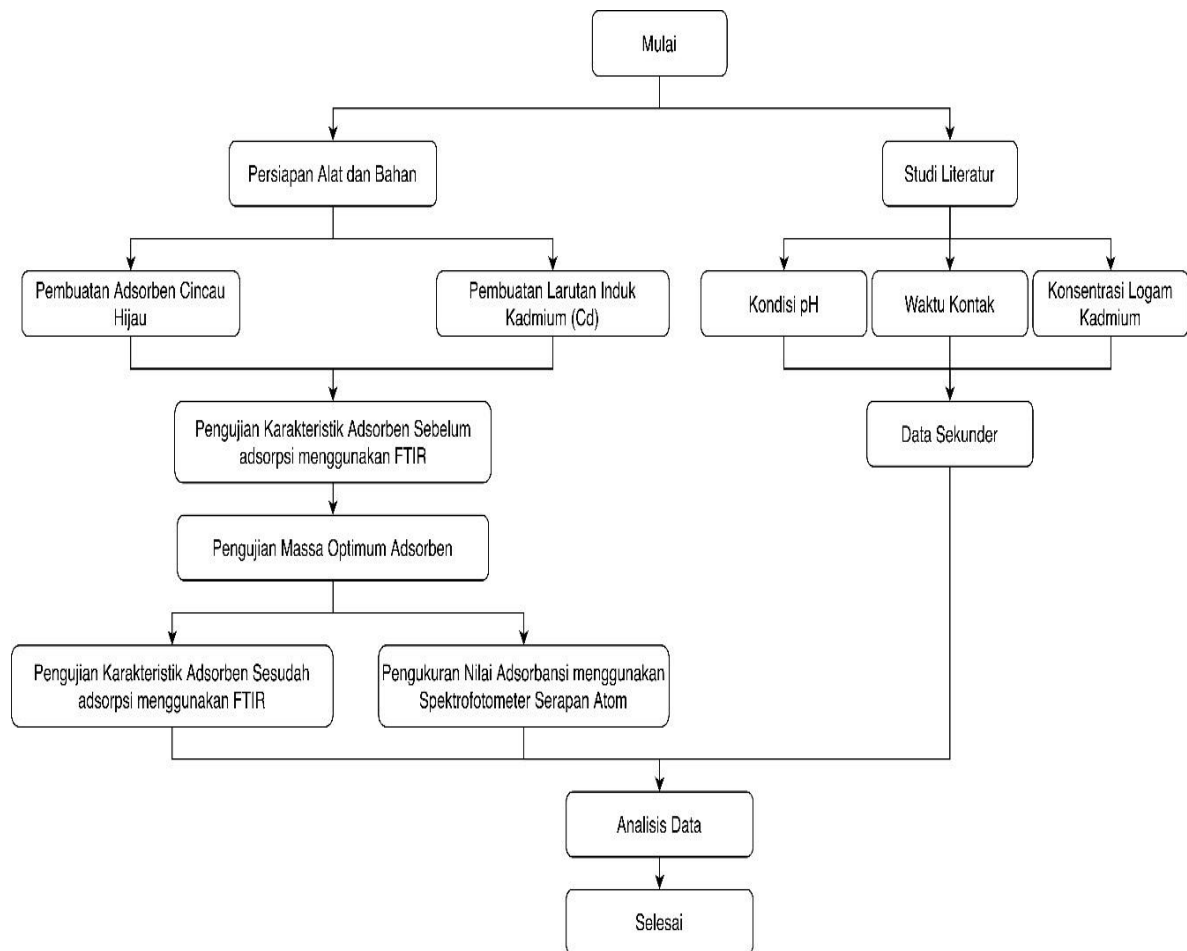 Mulai
Persiapan Alat dan Bahan
Studi Literatur
Pembuatan Adsorben Cincau
Hijau
Pembuatan Larutan Induk
Kadmium (Cd)
Kondisi pH
Waktu Kontak
Konsentrasi Logam
Kadmium
Pengujian Karakteristik Adsorben Sebelum
adsorpsi menggunakan FTIR
Data Sekunder
Pengujian Massa Optimum Adsorben
Pengujian Karakteristik Adsorben Sesudah
adsorpsi menggunakan FTIR
Pengukuran Nilai Adsorbansi menggunakan
Spektrofotometer Serapan Atom
Analisis Data
Selesai